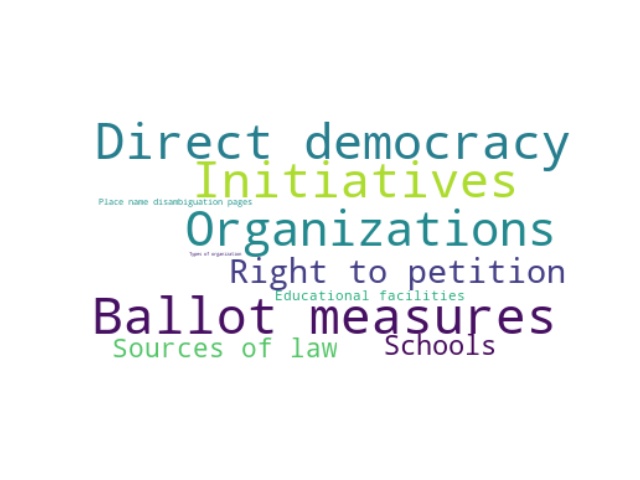 Direct democracy
Initiatives
Place name disambiguation pages
Organizations
Types of organization
Right to petition
Educational facilities
Ballot measures
Sources of law
Schools